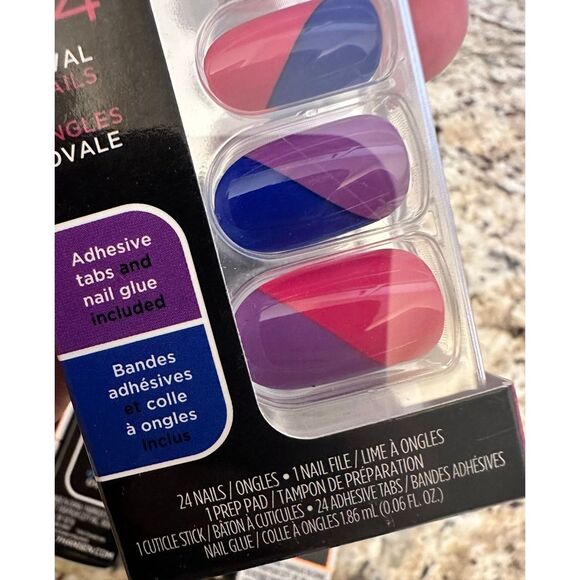 24
VAL
AILS
NGLES
OVALE
Adhesive
tabs and
nail glue
included
Bandes
adhésives
et colle
à ongles
inclus
24 NAILS / ONGLES • 1 NAIL FILE / LIME À ONGLES
1 PREP PAD / TAMPON DE PRÉPARATION
1 CUTICLE STICK / BÂTON À CUTICULES • 24 ADHESIVE TABS / BANDES ADHÉSIVES
NAIL GLUE / COLLE À ONGLES 1.86 mL (0.06 FL. OZ.)